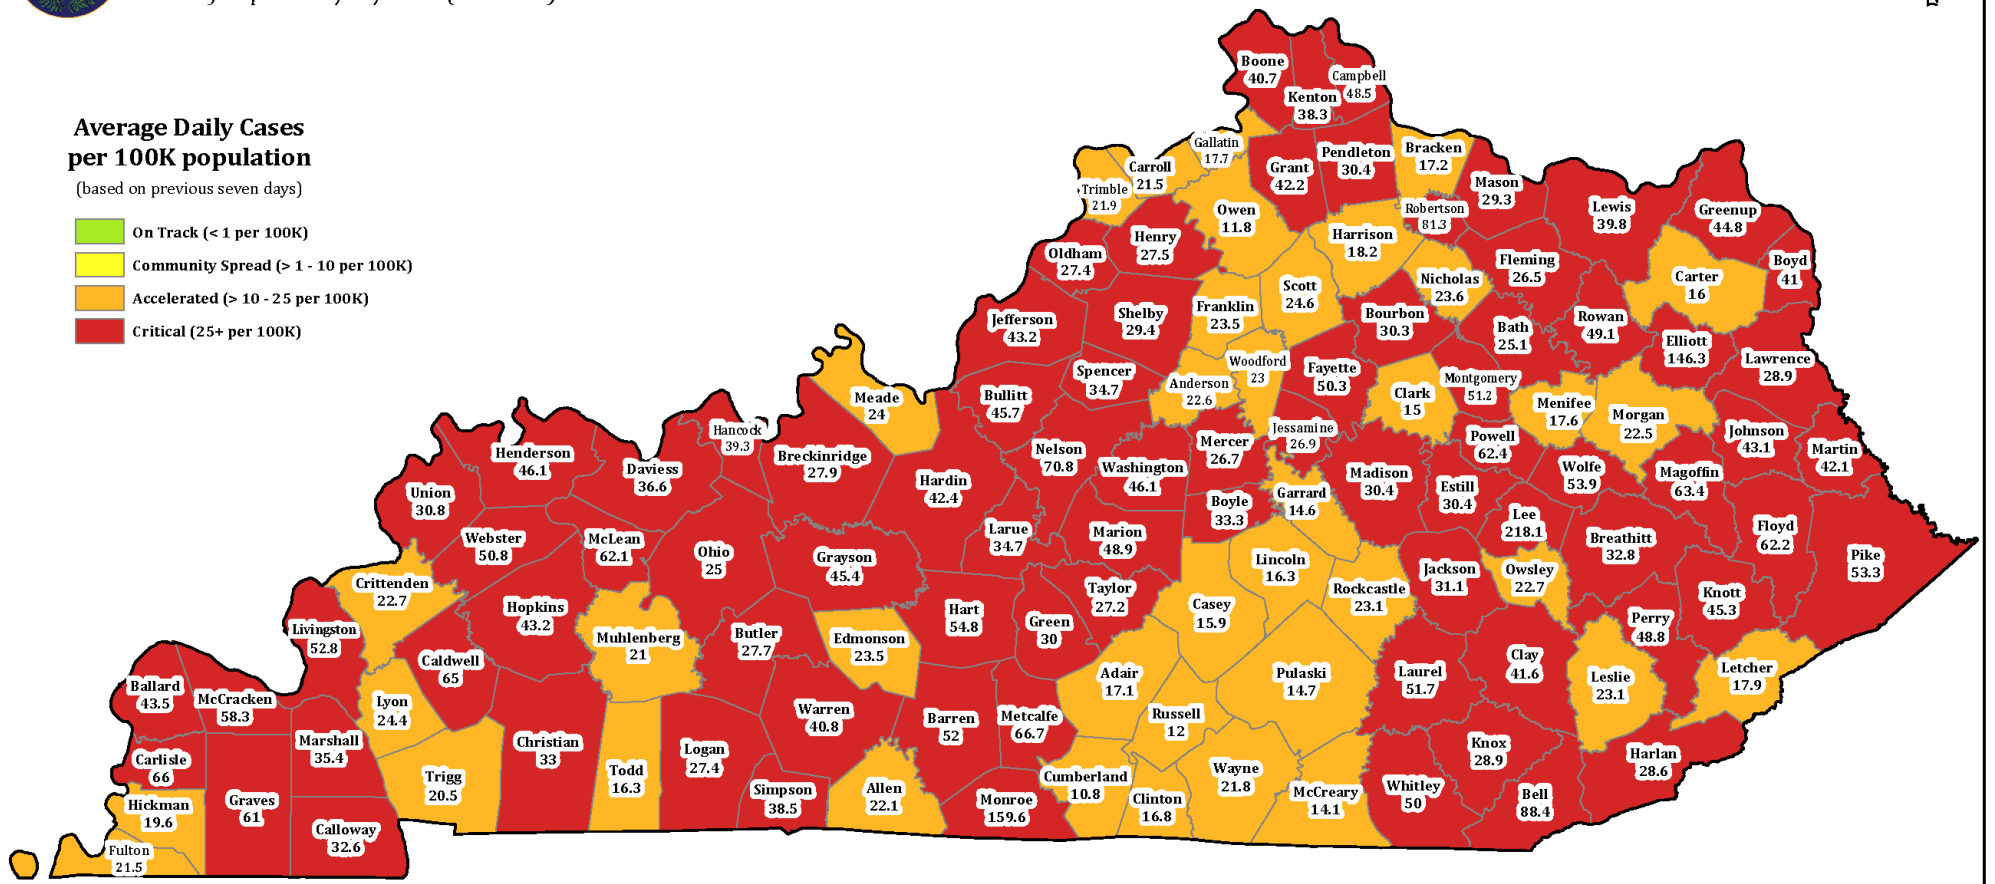 Average Daily Cases
per 100K population
(based on previous seven days)
On Track (< 1 per 100K)
Community Spread (> 1 - 10 per 100K)
Accelerated (> 10 - 25 per 100K)
Critical (25+ per 100K)
Boone
40.7
Kenton
38.3
Campbell
48.5
Gallatin
17.7
Carroll
21.5
Trimble
21.9
Grant
42.2
Pendleton
30.4
Bracken
17.2
Mason
29.3
Robertson
81.3
Lewis
39.8
Greenup
44.8
Boyd
41
Carter
16
Owen
11.8
Henry
27.5
Oldham
27.4
Harrison
18.2
Nicholas
23.6
Fleming
26.5
Scott
24.6
Franklin
23.5
Shelby
29.4
Jefferson
43.2
Bourbon
30.3
Bath
25.1
Rowan
49.1
Elliott
146.3
Lawrence
28.9
Spencer
34.7
Bullitt
45.7
Anderson
22.6
Woodford
23
Fayette
50.3
Clark
15
Montgomery
51.2
Menifee
17.6
Morgan
22.5
Johnson
43.1
Martin
42.1
Meade
24
Hancock
39.3
Breckinridge
27.9
Henderson
46.1
Daviess
36.6
Union
30.8
Hardin
42.4
Nelson
70.8
Washington
46.1
Mercer
26.7
Jessamine
26.9
Garrard
14.6
Madison
30.4
Powell
62.4
Estill
30.4
Wolfe
53.9
Magoffin
63.4
Lee
218.1
Breathitt
32.8
Floyd
62.2
Pike
53.3
Boyle
33.3
Marion
48.9
Larue
34.7
Webster
50.8
McLean
62.1
Ohio
25
Grayson
45.4
Crittenden
22.7
Hopkins
43.2
Livingston
52.8
Muhlenberg
21
Butler
27.7
Edmonson
23.5
Hart
54.8
Green
30
Taylor
27.2
Casey
15.9
Lincoln
16.3
Rockcastle
23.1
Jackson
31.1
Owsley
22.7
Perry
48.8
Knott
45.3
Letcher
17.9
Leslie
23.1
Clay
41.6
Laurel
51.7
Pulaski
14.7
Adair
17.1
Russell
12
Caldwell
65
Lyon
24.4
Ballard
43.5
McCracken
58.3
Carlisle
66
Marshall
35.4
Hickman
19.6
Fulton
21.5
Graves
61
Calloway
32.6
Trigg
20.5
Christian
33
Todd
16.3
Logan
27.4
Warren
40.8
Simpson
38.5
Allen
22.1
Barren
52
Metcalfe
66.7
Monroe
159.6
Cumberland
10.8
Clinton
16.8
Wayne
21.8
McCreary
14.1
Whitley
50
Knox
28.9
Bell
88.4
Harlan
28.6